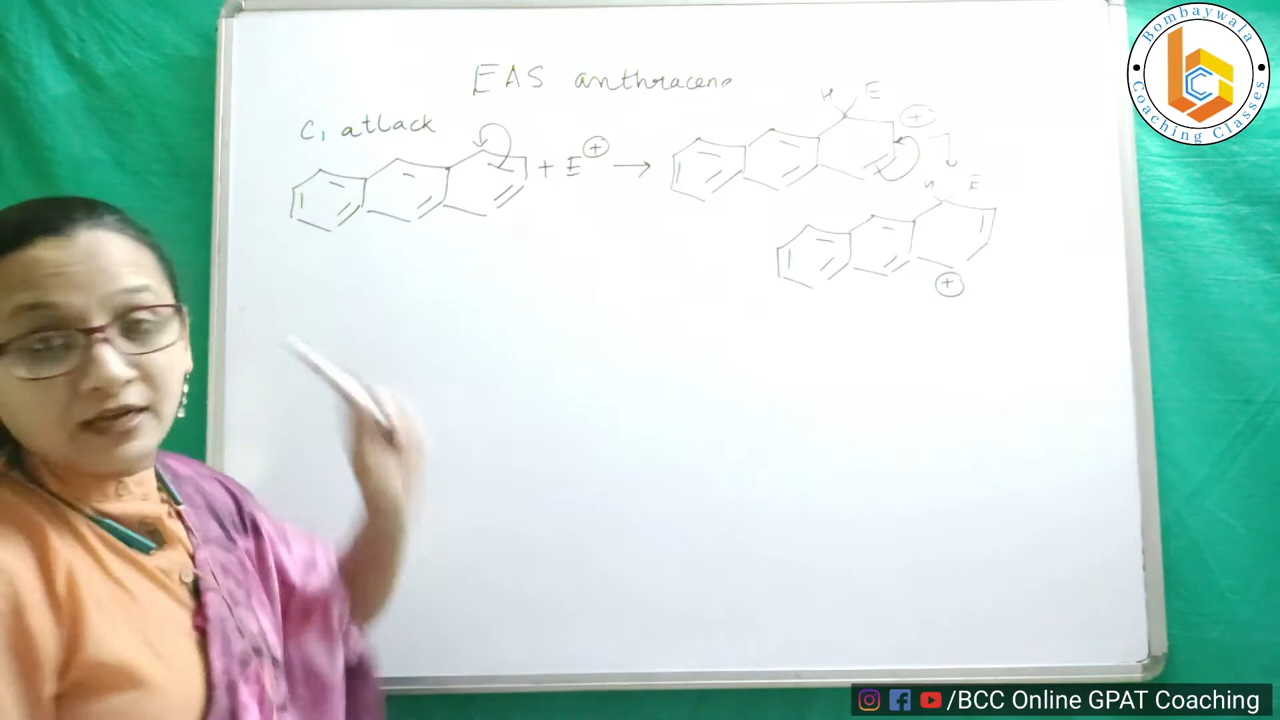 EAS anthracene
C₁ attack
+ E⊕ →
H E
⊕
H E
⊕
Bombaywala
Coaching Classes
/BCC Online GPAT Coaching